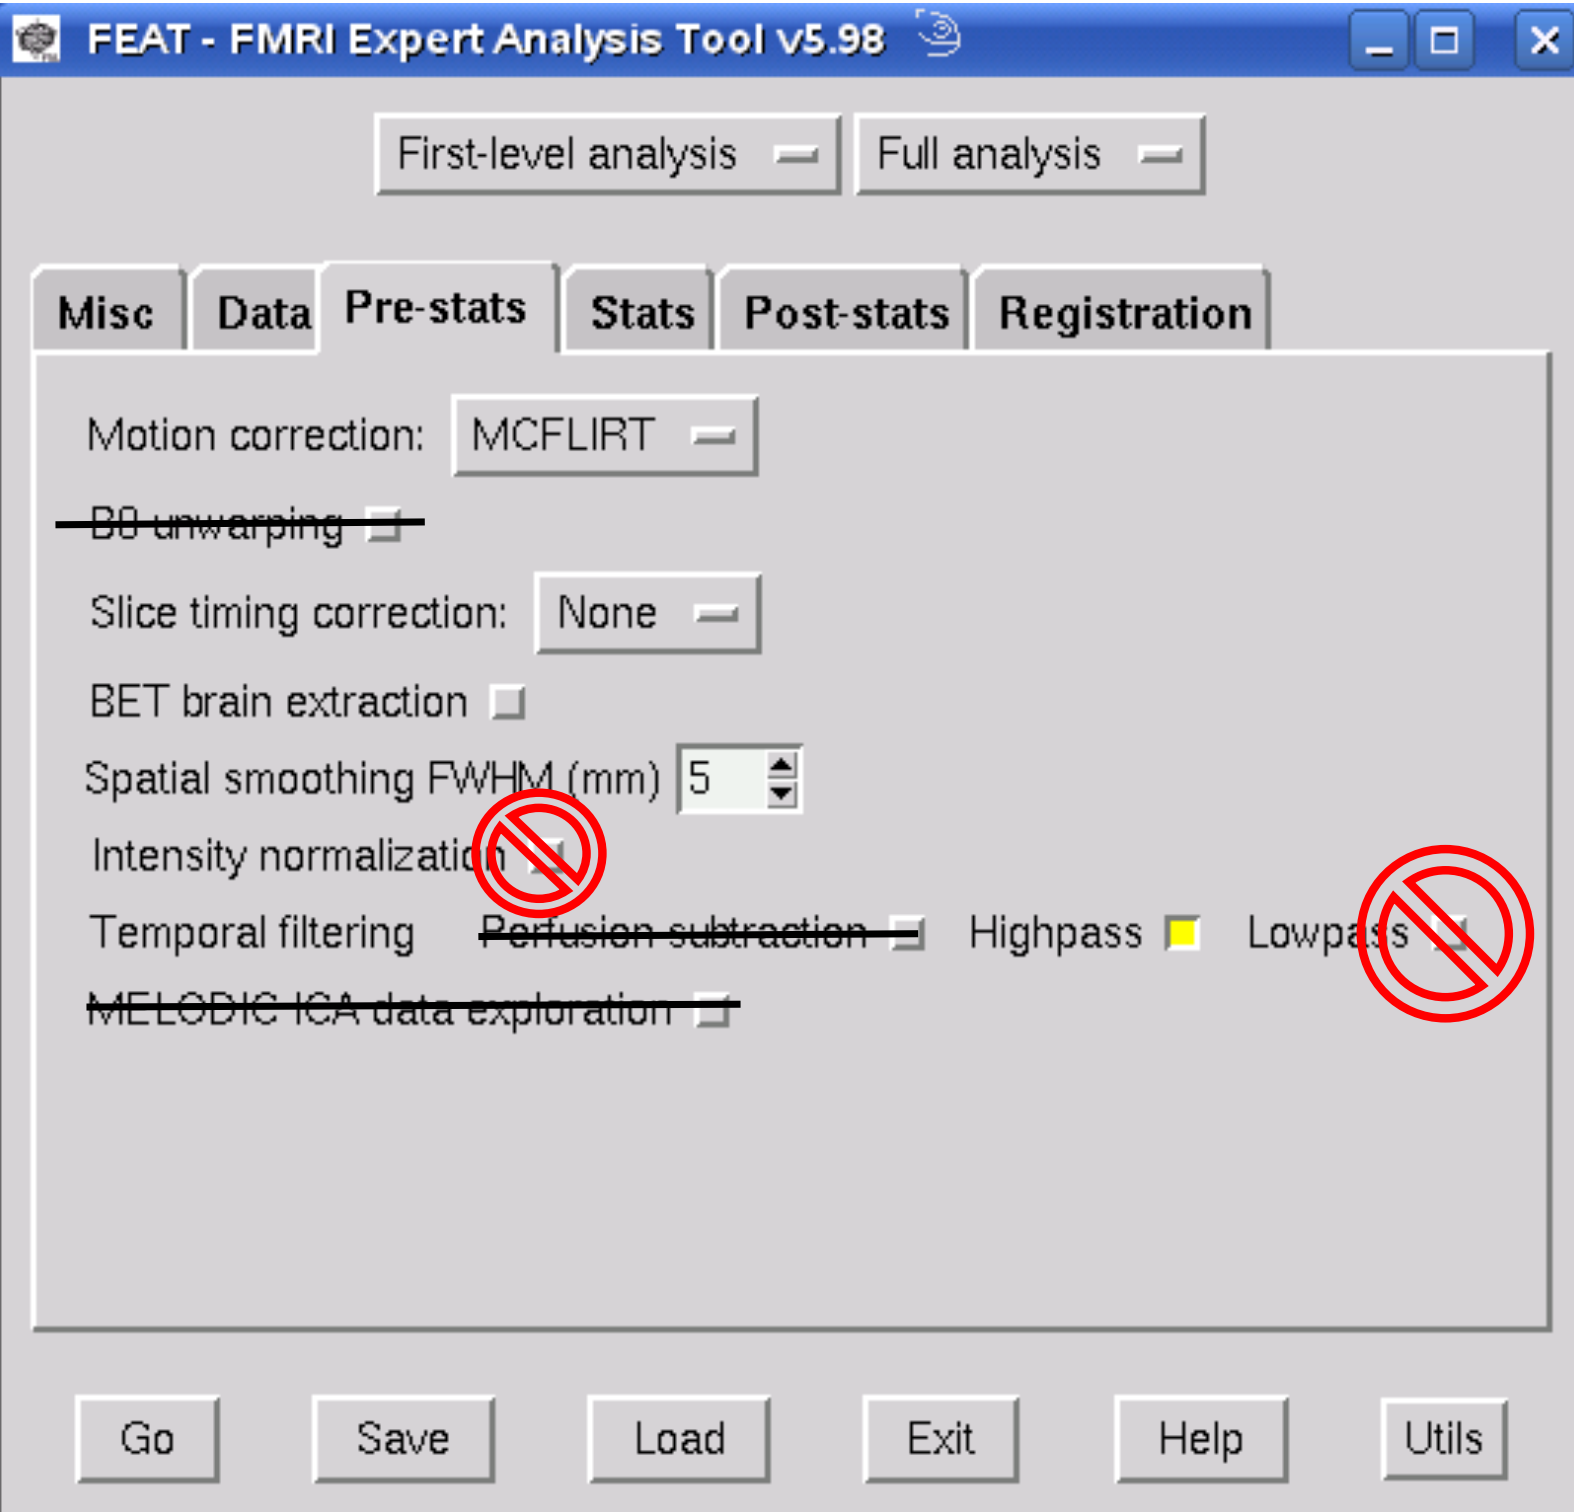 FEAT - FMRI Expert Analysis Tool v5.98
First-level analysis Full analysis
Misc Data Pre-stats Stats Post-stats Registration
Motion correction: MCFLIRT
B0 unwarping
Slice timing correction: None
BET brain extraction
Spatial smoothing FWHM (mm) 5
Intensity normalization
Temporal filtering Perfusion subtraction Highpass Lowpass
MELODIC ICA data exploration
Go Save Load Exit Help Utils